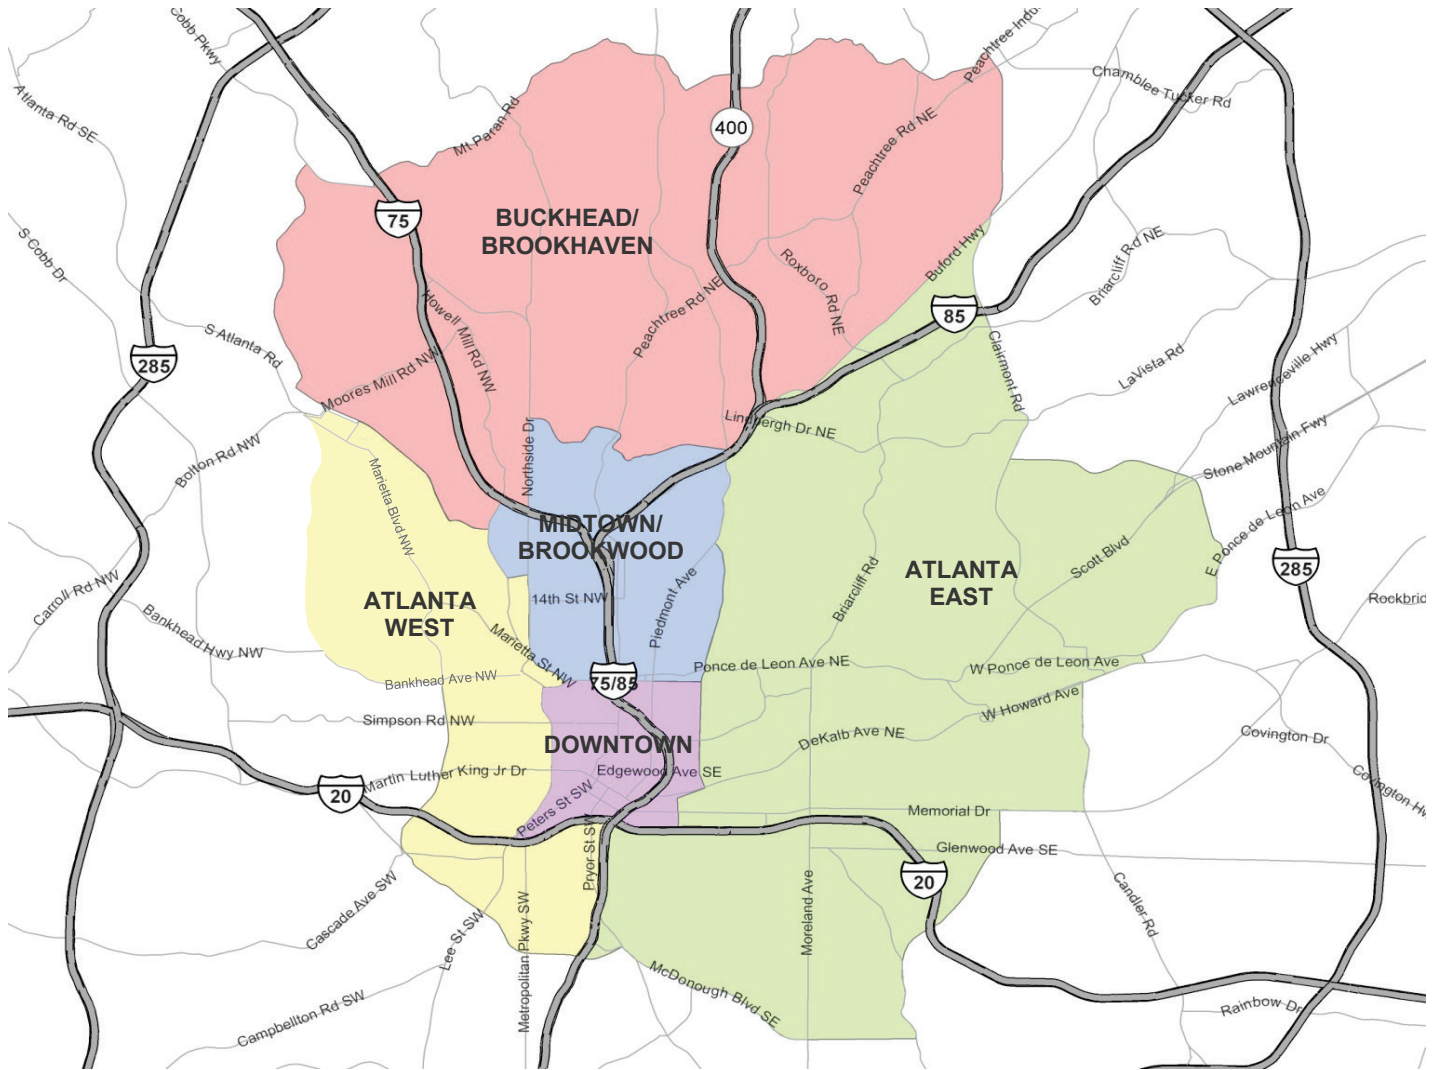 Cobb Pkwy
Peachtree Indu
Atlanta Rd SE
Mt Paran Rd
400
Chamblee Tucker Rd
Peachtree Rd NE
75
BUCKHEAD/
BROOKHAVEN
S Cobb Dr
Buford Hwy
Briarcliff Rd NE
Roxboro Rd NE
Peachtree Rd NE
Howell Mill Rd NW
85
S Atlanta Rd
285
Moores Mill Rd NW
Clairmont Rd
LaVista Rd
Lawrenceville Hwy
Lindbergh Dr NE
Bolton Rd NW
Northside Dr
Stone Mountain Fwy
Marietta Blvd NW
MIDTOWN/
BROOKWOOD
E Ponce de Leon Ave
Scott Blvd
285
ATLANTA
EAST
Briarcliff Rd
Carroll Rd NW
ATLANTA
WEST
14th St NW
Piedmont Ave
Rockbrid
Bankhead Hwy NW
Marietta St NW
Ponce de Leon Ave NE
W Ponce de Leon Ave
Bankhead Ave NW
75/85
W Howard Ave
Simpson Rd NW
DOWNTOWN
DeKalb Ave NE
Covington Dr
Martin Luther King Jr Dr
Edgewood Ave SE
Covington Hw
20
Peters St SW
Memorial Dr
Pryor St SW
Glenwood Ave SE
20
Cascade Ave SW
Lee St SW
Metropolitan Pkwy SW
Moreland Ave
Candler Rd
McDonough Blvd SE
Campbellton Rd SW
Rainbow Dr